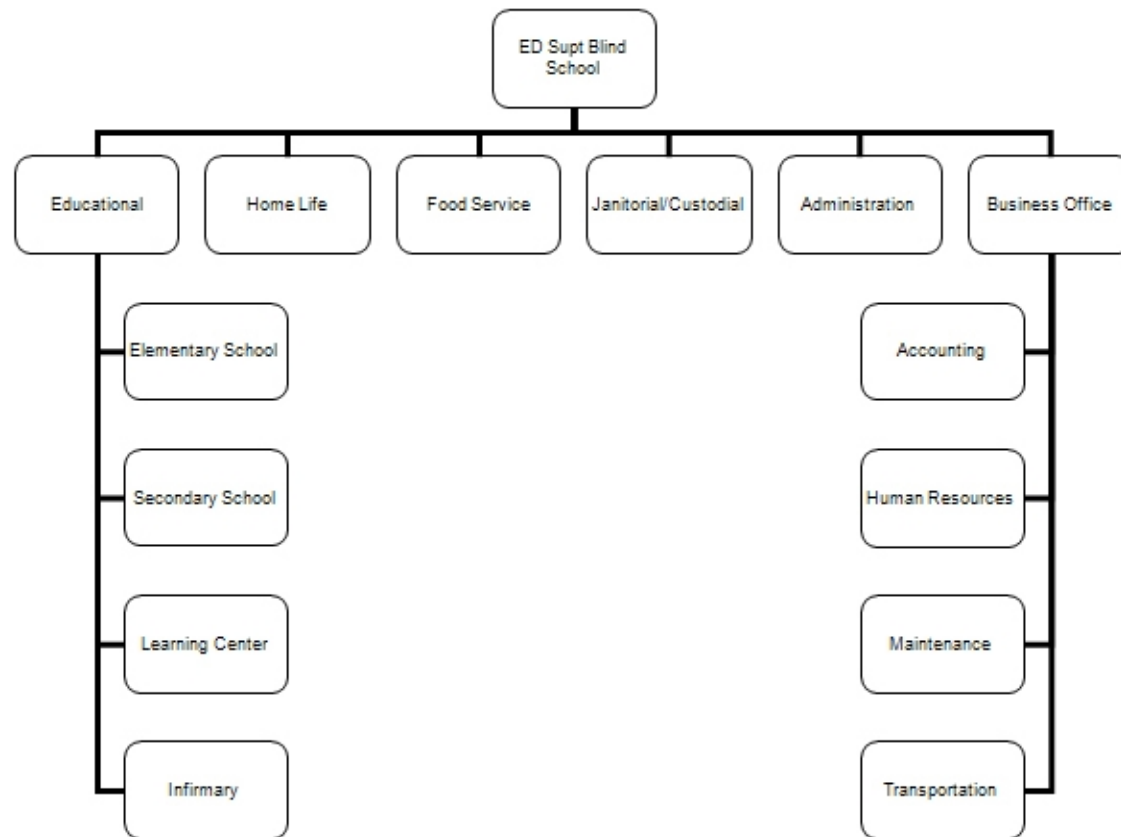 ED Supt Blind
School
Educational
Home Life
Food Service
Janitorial/Custodial
Administration
Business Office
Elementary School
Accounting
Secondary School
Human Resources
Learning Center
Maintenance
Infirmary
Transportation